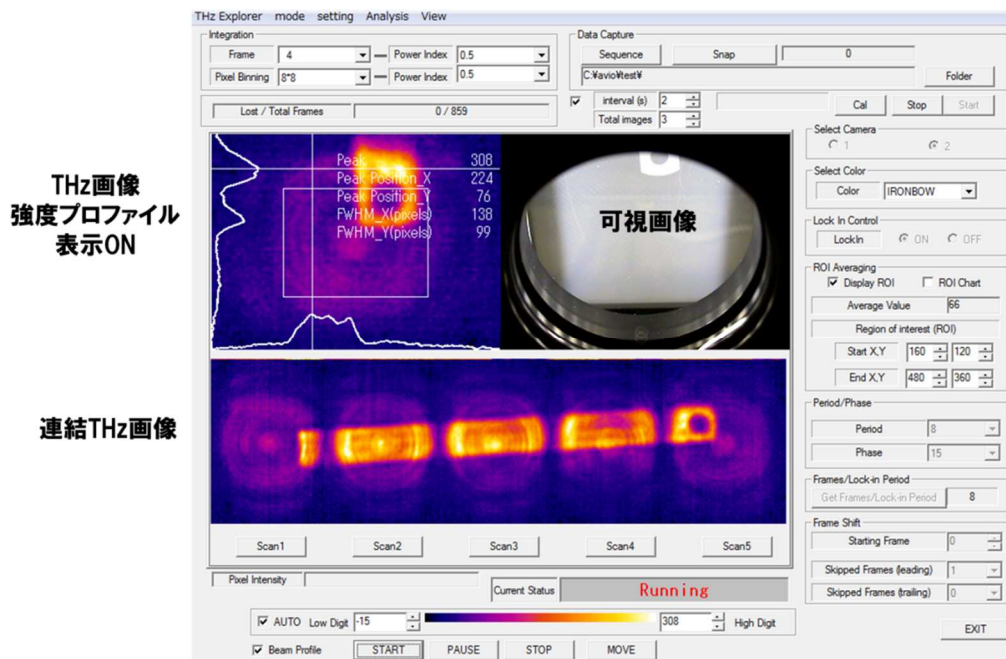 THz Explorer mode setting Analysis View
Integration
Frame 4 Power Index 0.5
Pixel Binning 8*8 Power Index 0.5
Lost / Total Frames 0 / 859
Data Capture
Sequence Snap 0
C:¥avio¥test¥ Folder
interval (s) 2
Total images 3
Cal Stop Start
THz画像
強度プロファイル
表示ON
Peak 308
Peak Position_X 224
Peak Position_Y 76
FWHM_X(pixels) 138
FWHM_Y(pixels) 99
可視画像
連結THz画像
Scan1 Scan2 Scan3 Scan4 Scan5
Select Camera
1 2
Select Color
Color IRONBOW
Lock In Control
LockIn ON OFF
ROI Averaging
Display ROI ROI Chart
Average Value 66
Region of interest (ROI)
Start X,Y 160 120
End X,Y 480 360
Period/Phase
Period 8
Phase 15
Frames/Lock-in Period
Get Frames/Lock-in Period 8
Frame Shift
Starting Frame 0
Skipped Frames (leading) 1
Skipped Frames (trailing) 0
Pixel Intensity
Current Status Running
AUTO Low Digit -15 308 High Digit
Beam Profile START PAUSE STOP MOVE
EXIT